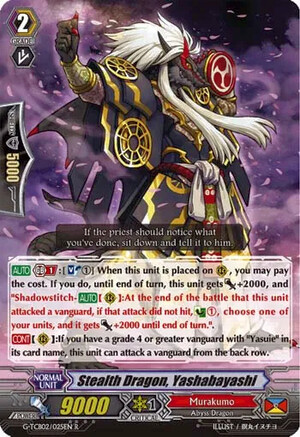 2
GRADE
5000
If the priest should notice what
you've done, sit down and tell it to him.
AUTO 1 : V ① When this unit is placed on , you may pay
the cost. If you do, until end of turn, this unit gets +2000, and
"Shadowstitch-AUTO [ ]:At the end of the battle that this unit
attacked a vanguard, if that attack did not hit, ①, choose one of
your units, and it gets +2000 until end of turn.".
CONT [ ]:If you have a grade 4 or greater vanguard with "Yasuie" in
its card name, this unit can attack a vanguard from the back row.
NORMAL
UNIT
Stealth Dragon, Yashabayashi
POWER
9000
1
CRITICAL
Murakumo
Abyss Dragon
G-TCB02/025EN R
ILLUST